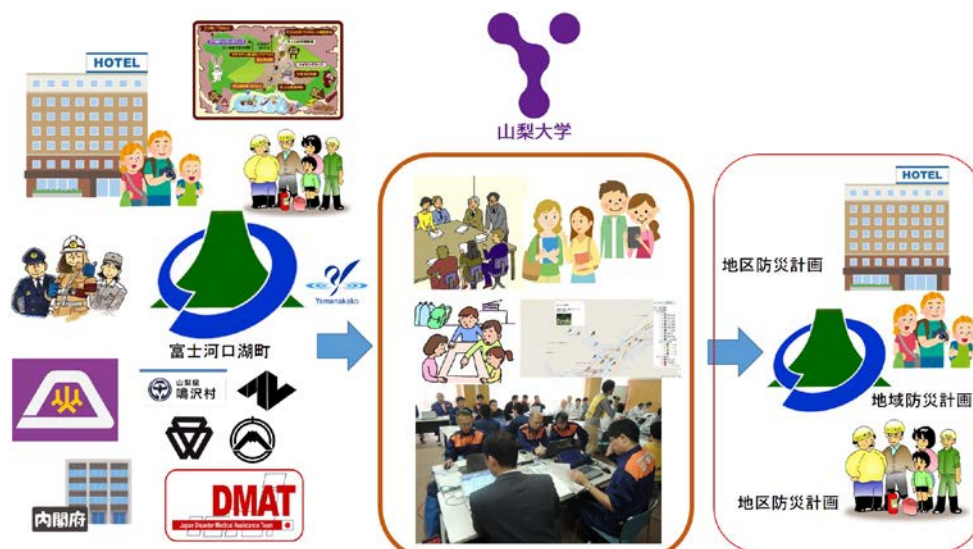 HOTEL
富士河口湖町
Yamanakako
山梨県
鳴沢村
内閣府
DMAT
Japan Disaster Medical Assistance Team
山梨大学
HOTEL
地区防災計画
地域防災計画
地区防災計画